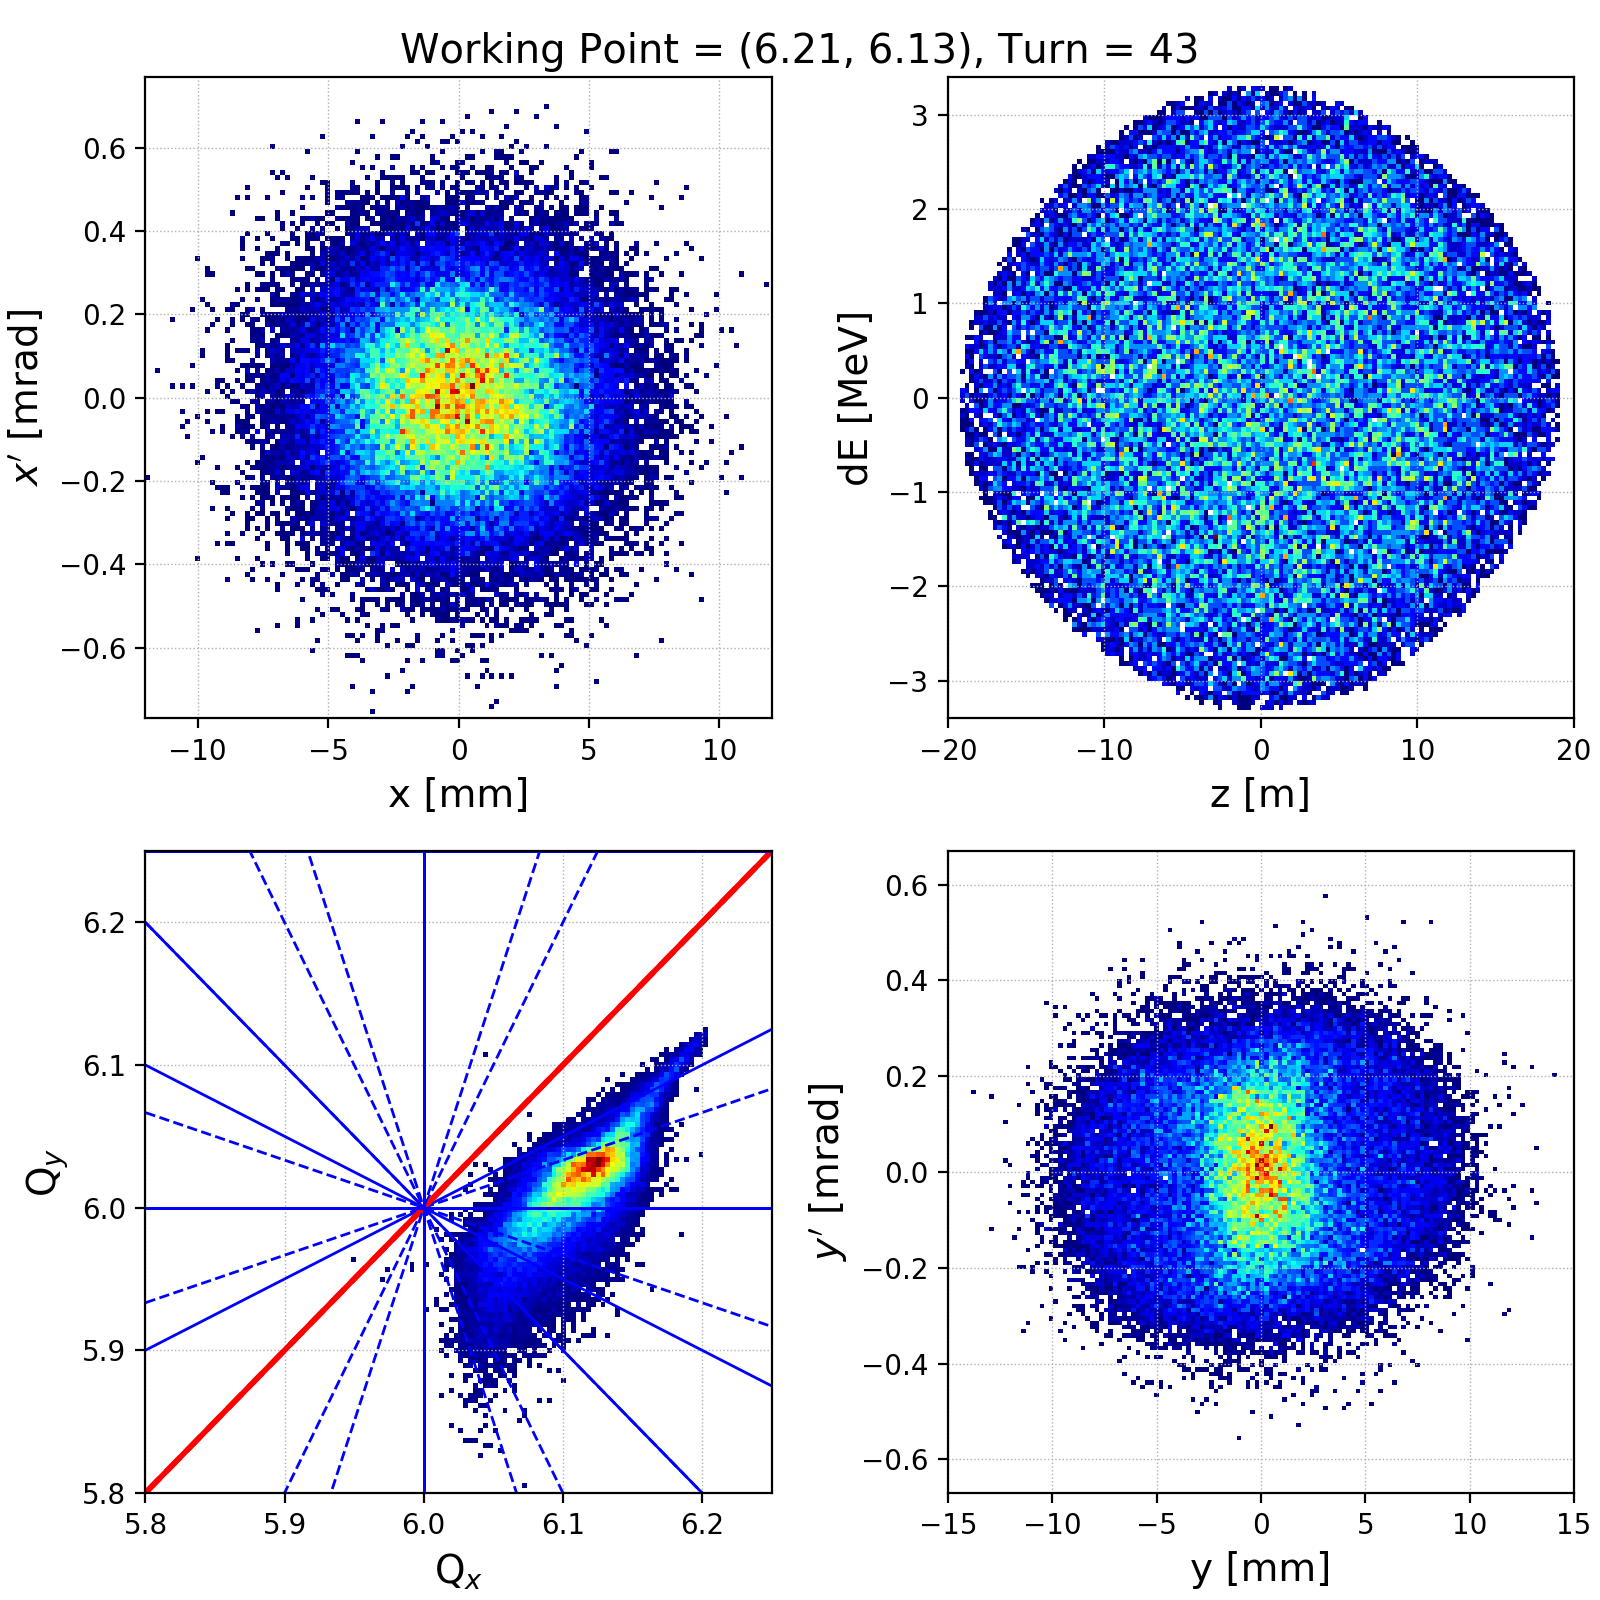 Working Point = (6.21, 6.13), Turn = 43
0.6
0.4
0.2
0.0
−0.2
−0.4
−0.6
x′ [mrad]
−10 −5 0 5 10
x [mm]
3
2
1
0
−1
−2
−3
dE [MeV]
−20 −10 0 10 20
z [m]
6.2
6.1
6.0
5.9
5.8
Qy
5.8 5.9 6.0 6.1 6.2
Qx
0.6
0.4
0.2
0.0
−0.2
−0.4
−0.6
y′ [mrad]
−15 −10 −5 0 5 10 15
y [mm]